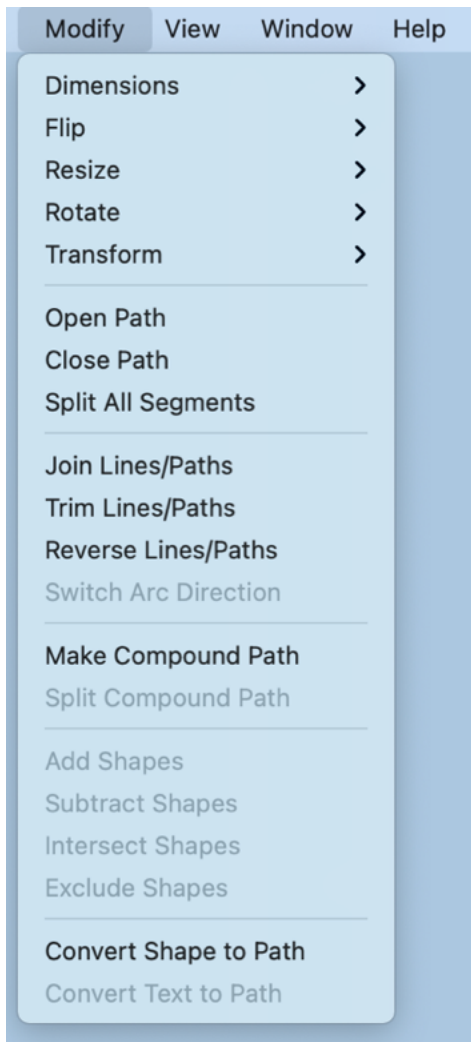 Modify View Window Help
Dimensions
Flip
Resize
Rotate
Transform
Open Path
Close Path
Split All Segments
Join Lines/Paths
Trim Lines/Paths
Reverse Lines/Paths
Switch Arc Direction
Make Compound Path
Split Compound Path
Add Shapes
Subtract Shapes
Intersect Shapes
Exclude Shapes
Convert Shape to Path
Convert Text to Path